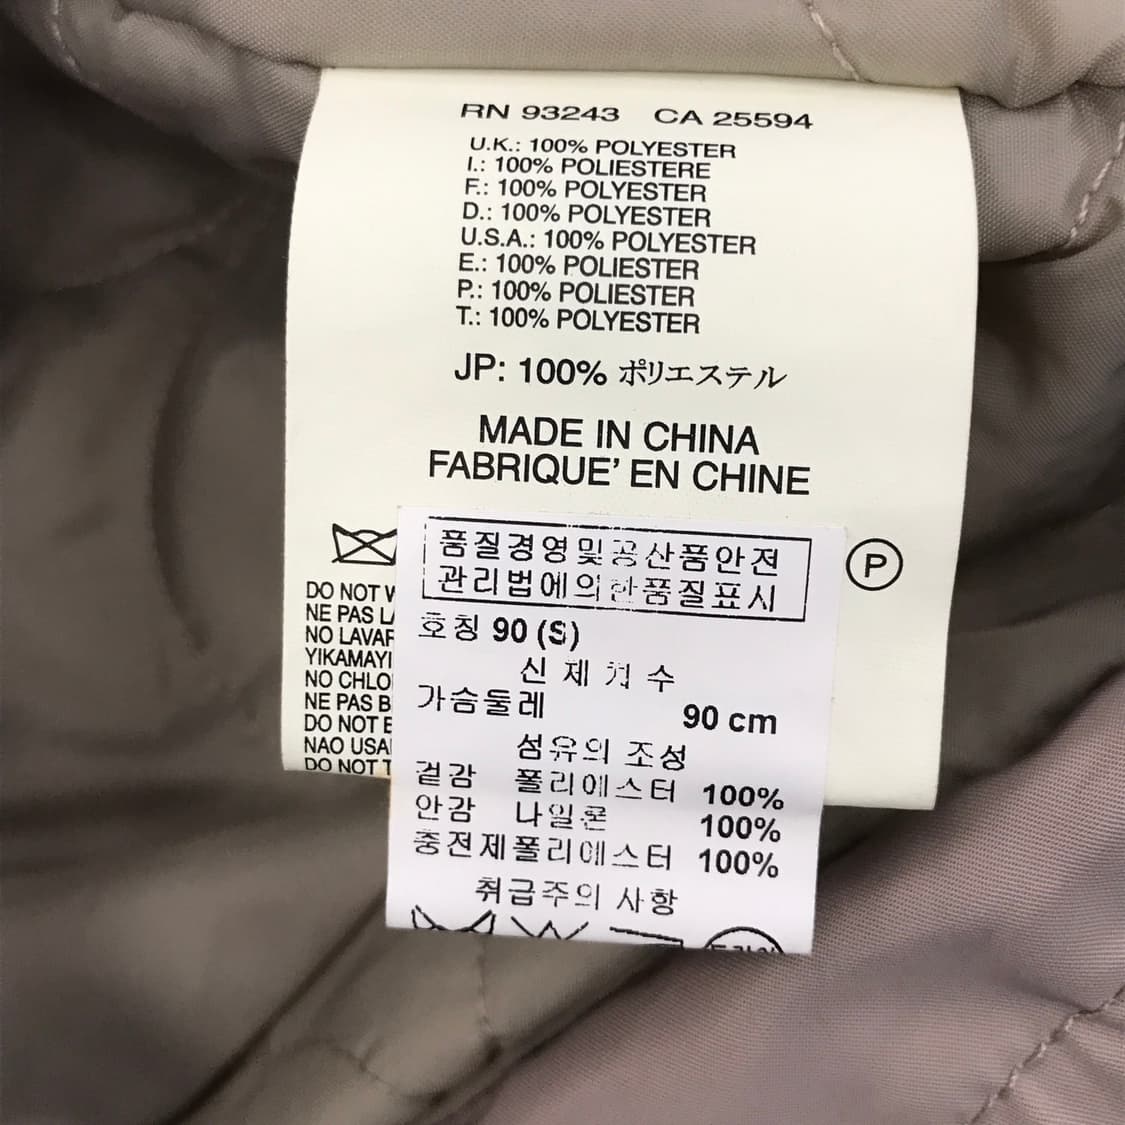 RN 93243 CA 25594
U.K.: 100% POLYESTER
I.: 100% POLIESTERE
F.: 100% POLYESTER
D.: 100% POLYESTER
U.S.A.: 100% POLYESTER
E.: 100% POLIESTER
P.: 100% POLIESTER
T.: 100% POLYESTER
JP: 100% ポリエステル
MADE IN CHINA
FABRIQUE' EN CHINE
P
DO NOT
NE PAS
NO LAVAR
YIKAMAYI
NO CHLO
NE PAS B
DO NOT
NAO USA
DO NOT
품질경영및공산품안전
관리법에의한품질표시
호칭 90 (S)
신체치수
가슴둘레 90 cm
섬유의 조성
겉감 폴리에스터 100%
안감 나일론 100%
충전제폴리에스터 100%
취급주의 사항